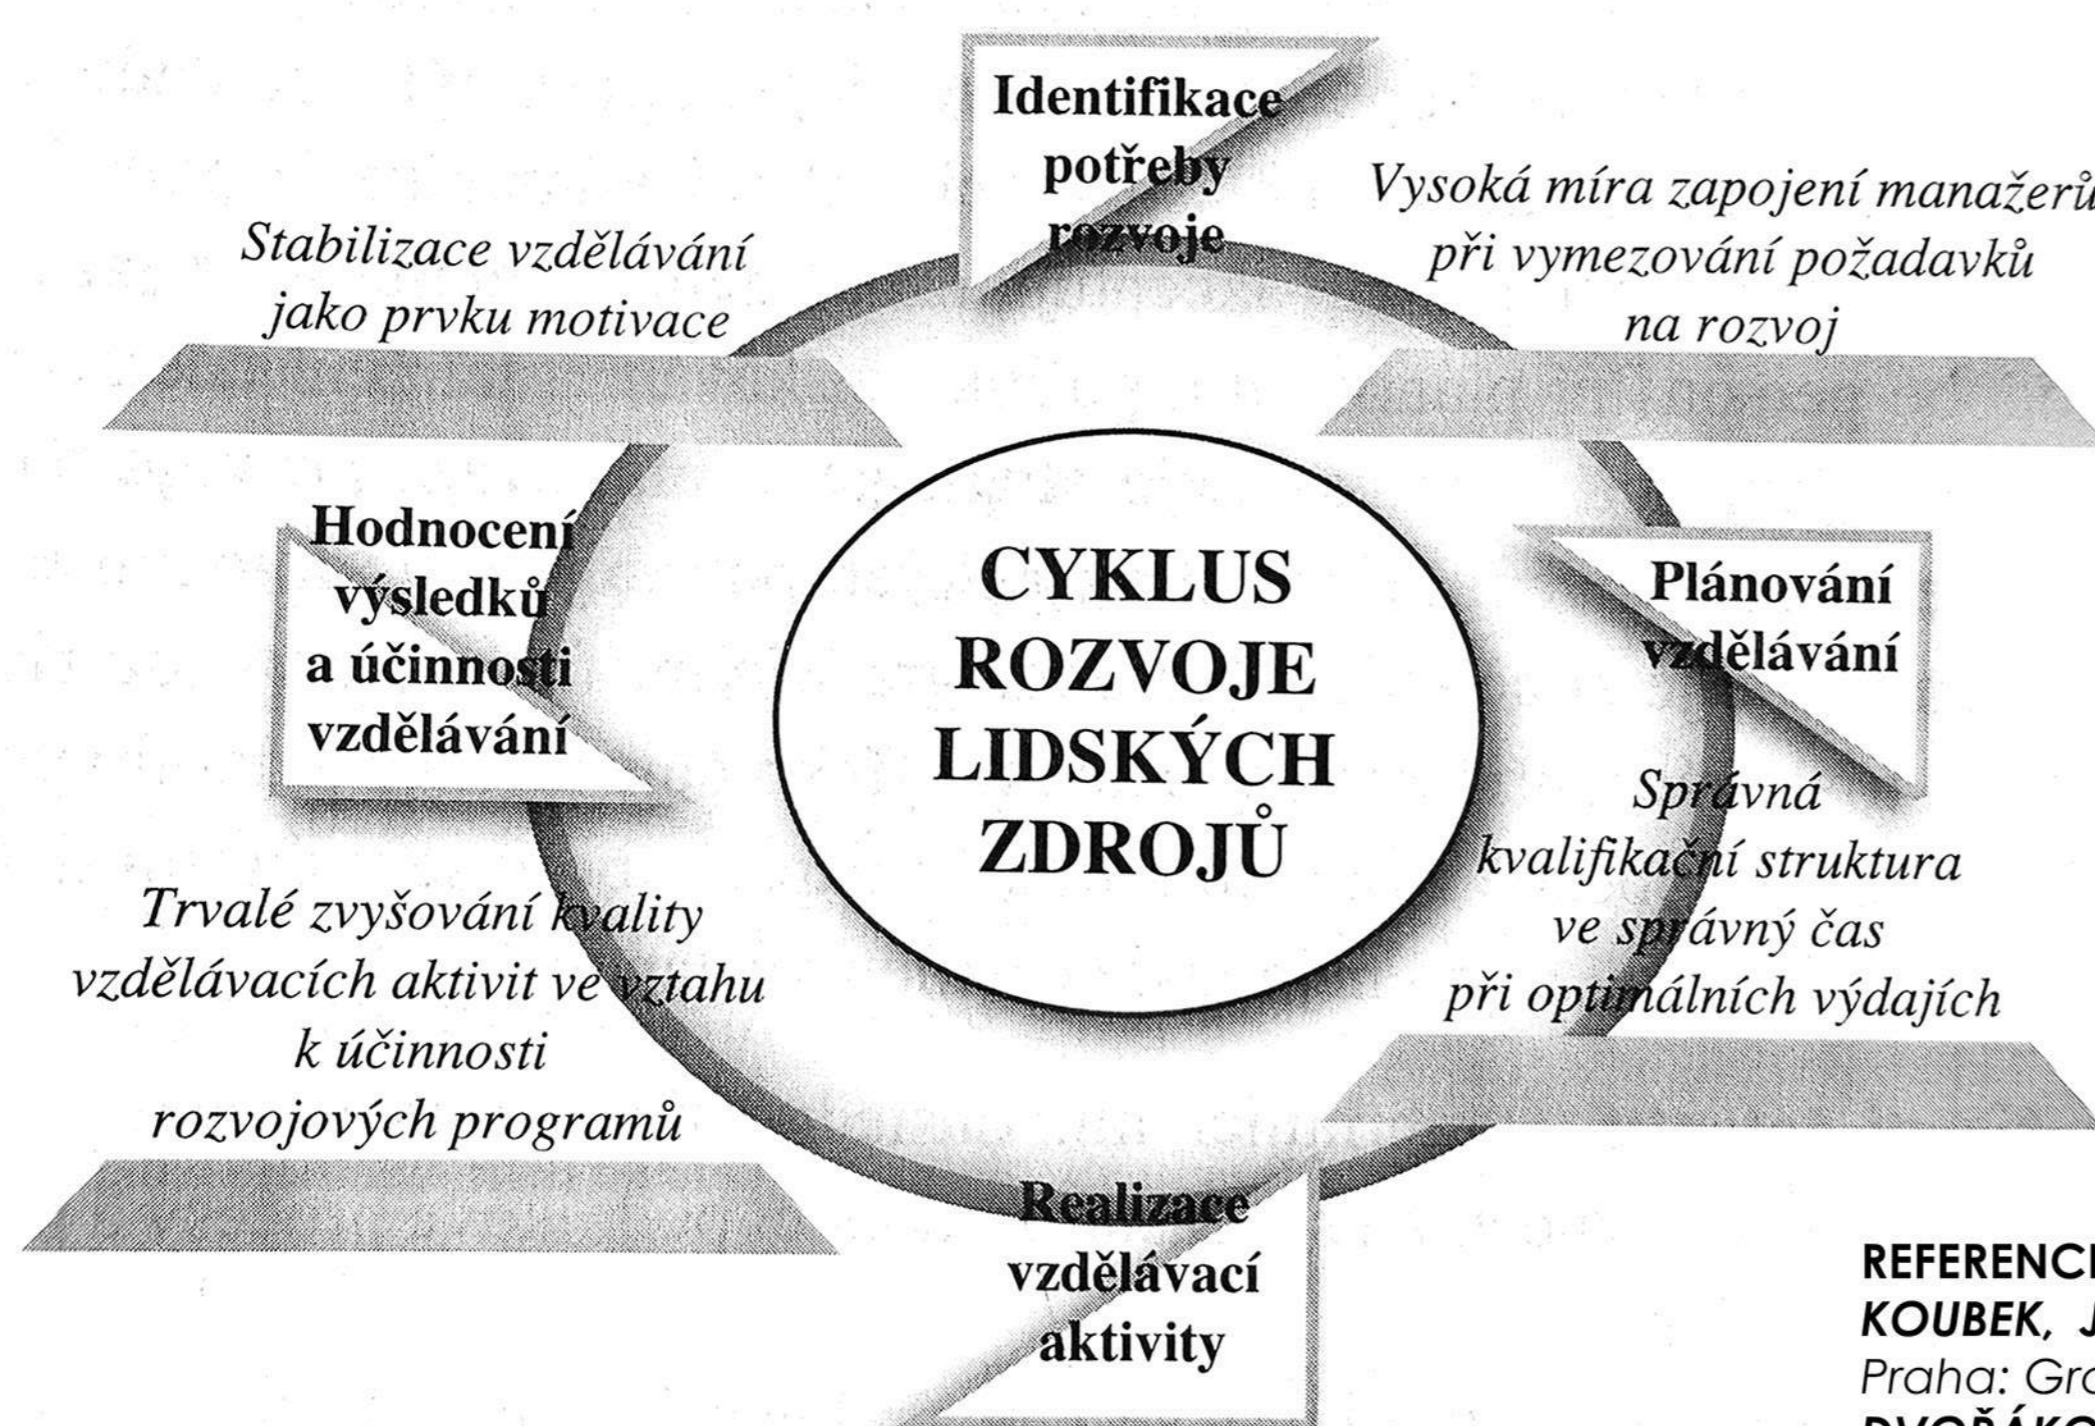 Identifikace
potřeby
rozvoje
Vysoká míra zapojení manažerů
při vymezování požadavků
na rozvoj
Stabilizace vzdělávání
jako prvku motivace
Hodnocení
výsledků
a účinnosti
vzdělávání
CYKLUS
ROZVOJE
LIDSKÝCH
ZDROJŮ
Plánování
vzdělávání
Správná
kvalifikační struktura
ve správný čas
při optimálních výdajích
Trvalé zvyšování kvality
vzdělávacích aktivit ve vztahu
k účinnosti
rozvojových programů
Realizace
vzdělávací
aktivity
KOUBEK, J
Praha: